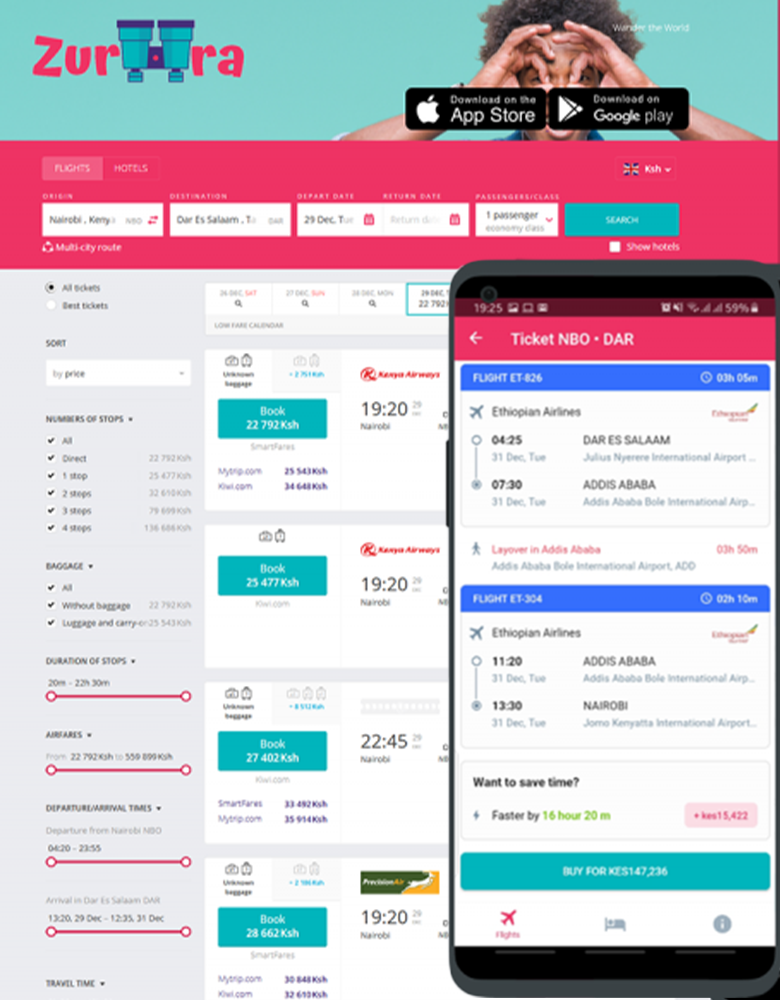 Wander the World
Zur ra
Download on the
App Store
Download on
Google play
FLIGHTS
HOTELS
Ksh
ORIGIN
DESTINATION
DEPART DATE
RETURN DATE
PASSENGERS/CLASS
Nairobi , Kenya NBO
Dar Es Salaam , Ta DAR
29 Dec, Tue
Return date
1 passenger
economy class
SEARCH
Multi-city route
Show hotels
All tickets
Best tickets
SORT
by price
NUMBERS OF STOPS
All
Direct 22 792 Ksh
1 stop 25 477 Ksh
2 stops 32 610 Ksh
3 stops 79 699 Ksh
4 stops 136 686 Ksh
BAGGAGE
All
Without baggage 22 792 Ksh
Luggage and carry-on 25 543 Ksh
DURATION OF STOPS
20m – 22h 30m
AIRFARES
From 22 792 Ksh to 559 899 Ksh
DEPARTURE/ARRIVAL TIMES
Departure from Nairobi NBO
04:20 – 23:55
Arrival in Dar Es Salaam DAR
13:20, 29 Dec – 12:35, 31 Dec
TRAVEL TIME
26 DEC, SAT
27 DEC, SUN
28 DEC, MON
29 DEC,
22 792
LOW FARE CALENDAR
Unknown
baggage
+ 2 751 Ksh
Kenya Airways
Book
22 792 Ksh
SmartFares
19:20 29
Nairobi
Mytrip.com 25 543 Ksh
Kiwi.com 34 648 Ksh
Kenya Airways
Book
25 477 Ksh
Kiwi.com
19:20 29
Nairobi
Unknown
baggage
+ 8 512 Ksh
Book
27 402 Ksh
Kiwi.com
22:45 29
Nairobi
SmartFares 33 492 Ksh
Mytrip.com 35 914 Ksh
Unknown
baggage
+ 2 186 Ksh
PrecisionAir
Book
28 662 Ksh
SmartFares
19:20 29
Nairobi
Mytrip.com 30 848 Ksh
Kiwi.com 32 610 Ksh
19:25 59%
Ticket NBO • DAR
FLIGHT ET-826 03h 05m
Ethiopian Airlines
Ethiopian
04:25 DAR ES SALAAM
31 Dec, Tue Julius Nyerere International Airport ...
07:30 ADDIS ABABA
31 Dec, Tue Addis Ababa Bole International Airp...
Layover in Addis Ababa 03h 50m
Addis Ababa Bole International Airport, ADD
FLIGHT ET-304 02h 10m
Ethiopian Airlines
Ethiopian
11:20 ADDIS ABABA
31 Dec, Tue Addis Ababa Bole International Airp...
13:30 NAIROBI
31 Dec, Tue Jomo Kenyatta International Airport...
Want to save time?
Faster by 16 hour 20 m + kes15,422
BUY FOR KES147,236
Flights